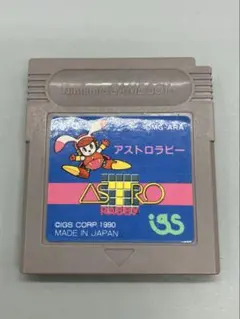 DMG-ARA
アストロラビー
ASTRO
©IGS CORP. 1990
MADE IN JAPAN
igs